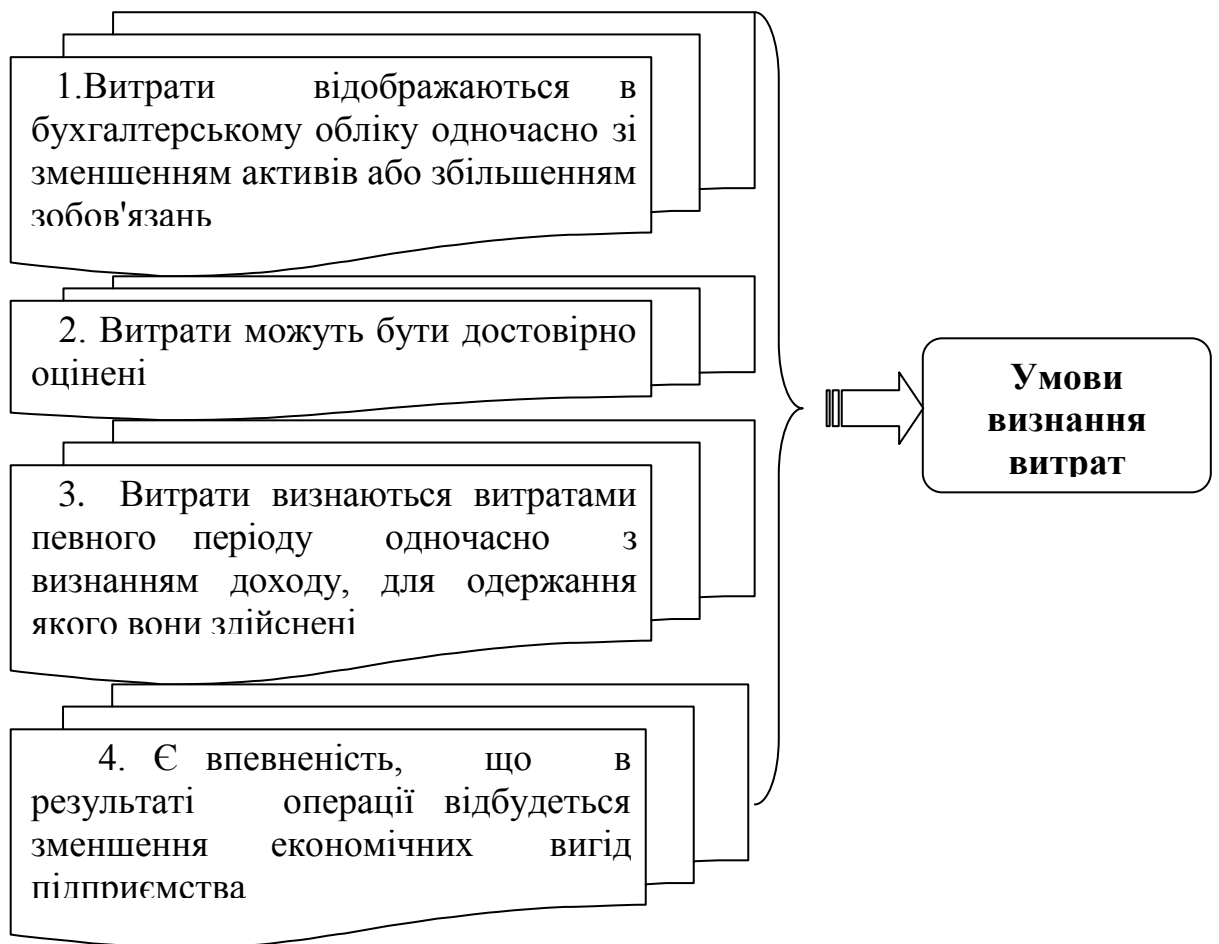 1.Витрати відображаються в
бухгалтерському обліку одночасно зі
зменшенням активів або збільшенням
зобов'язань
2. Витрати можуть бути достовірно
оцінені
3. Витрати визнаються витратами
певного періоду одночасно з
визнанням доходу, для одержання
якого вони здійснені
4. Є впевненість, що в
результаті операції відбудеться
зменшення економічних вигід
підприємства
Умови
визнання
витрат